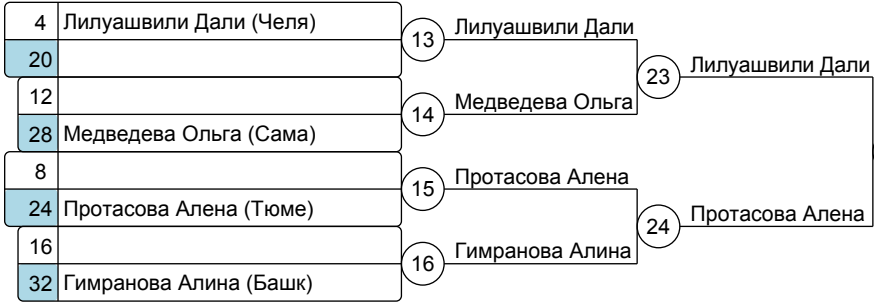 4 Лилуашвили Дали (Челя)
20
12
28 Медведева Ольга (Сама)
8
24 Протасова Алена (Тюме)
16
32 Гимранова Алина (Башк)
13 Лилуашвили Дали
14 Медведева Ольга
15 Протасова Алена
16 Гимранова Алина
23 Лилуашвили Дали
24 Протасова Алена